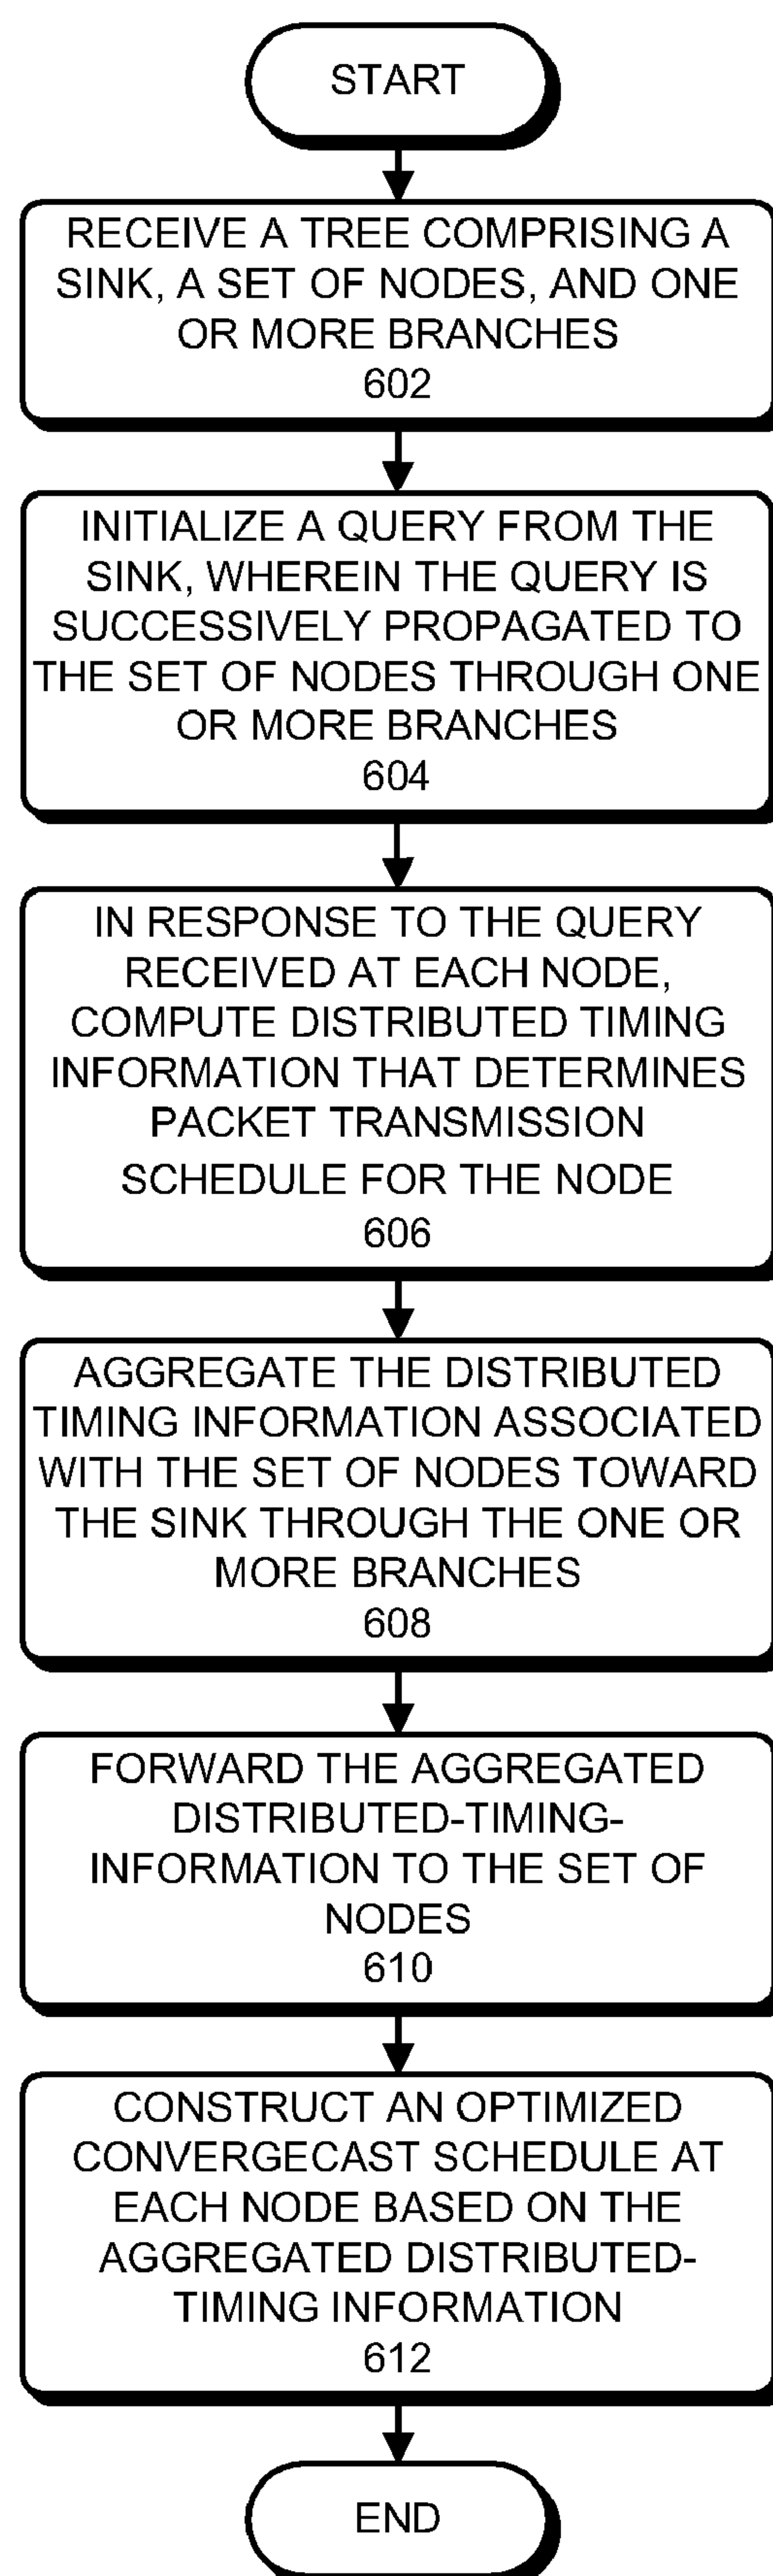 START
RECEIVE A TREE COMPRISING A
SINK, A SET OF NODES, AND ONE
OR MORE BRANCHES
602
INITIALIZE A QUERY FROM THE
SINK, WHEREIN THE QUERY IS
SUCCESSIVELY PROPAGATED TO
THE SET OF NODES THROUGH ONE
OR MORE BRANCHES
604
IN RESPONSE TO THE QUERY
RECEIVED AT EACH NODE,
COMPUTE DISTRIBUTED TIMING
INFORMATION THAT DETERMINES
PACKET TRANSMISSION
SCHEDULE FOR THE NODE
606
AGGREGATE THE DISTRIBUTED
TIMING INFORMATION ASSOCIATED
WITH THE SET OF NODES TOWARD
THE SINK THROUGH THE ONE OR
MORE BRANCHES
608
FORWARD THE AGGREGATED
DISTRIBUTED-TIMING-
INFORMATION TO THE SET OF
NODES
610
CONSTRUCT AN OPTIMIZED
CONVERGECAST SCHEDULE AT
EACH NODE BASED ON THE
AGGREGATED DISTRIBUTED-
TIMING INFORMATION
612
END